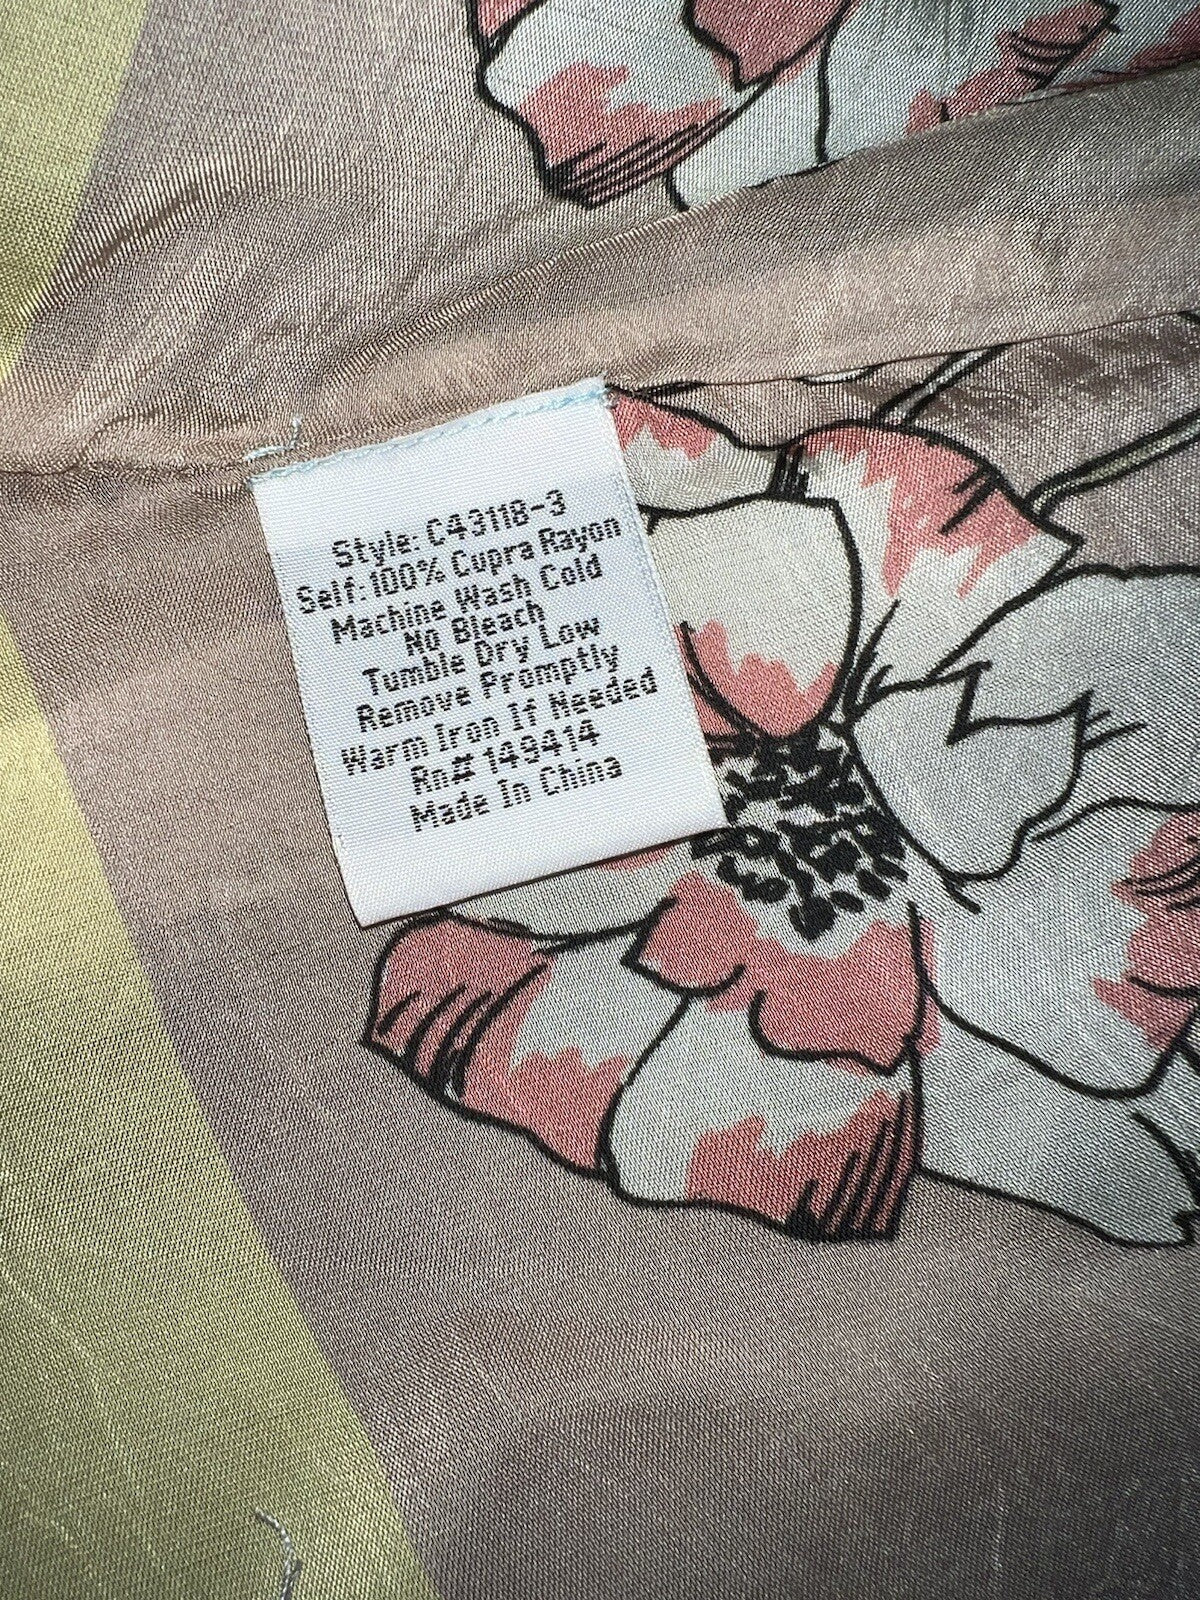 Style: C43118-3
Self: 100% Cupra Rayon
Machine Wash Cold
No Bleach
Tumble Dry Low
Remove Promptly
Warm Iron If Needed
Rn# 149414
Made In China